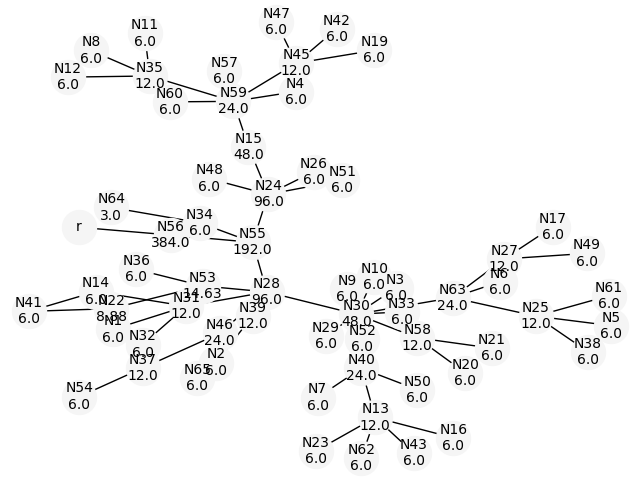 N47
6.0
N42
6.0
N11
6.0
N8
6.0
N19
6.0
N45
12.0
N57
6.0
N12
6.0
N35
12.0
N4
6.0
N60
6.0
N59
24.0
N15
48.0
N48
6.0
N26
6.0
N51
6.0
N24
96.0
N64
3.0
N34
6.0
r
N56
384.0
N55
192.0
N17
6.0
N49
6.0
N27
12.0
N36
6.0
N10
6.0
N9
6.0
N3
6.0
N6
6.0
N53
14.63
N14
6.0
N28
96.0
N63
24.0
N61
6.0
N41
6.0
N22
8.88
N31
12.0
N30
48.0
N33
6.0
N25
12.0
N5
6.0
N1
6.0
N39
12.0
N29
6.0
N52
6.0
N58
12.0
N46
24.0
N32
6.0
N21
6.0
N38
6.0
N2
6.0
N37
12.0
N65
6.0
N40
24.0
N20
6.0
N54
6.0
N7
6.0
N50
6.0
N13
12.0
N16
6.0
N23
6.0
N62
6.0
N43
6.0